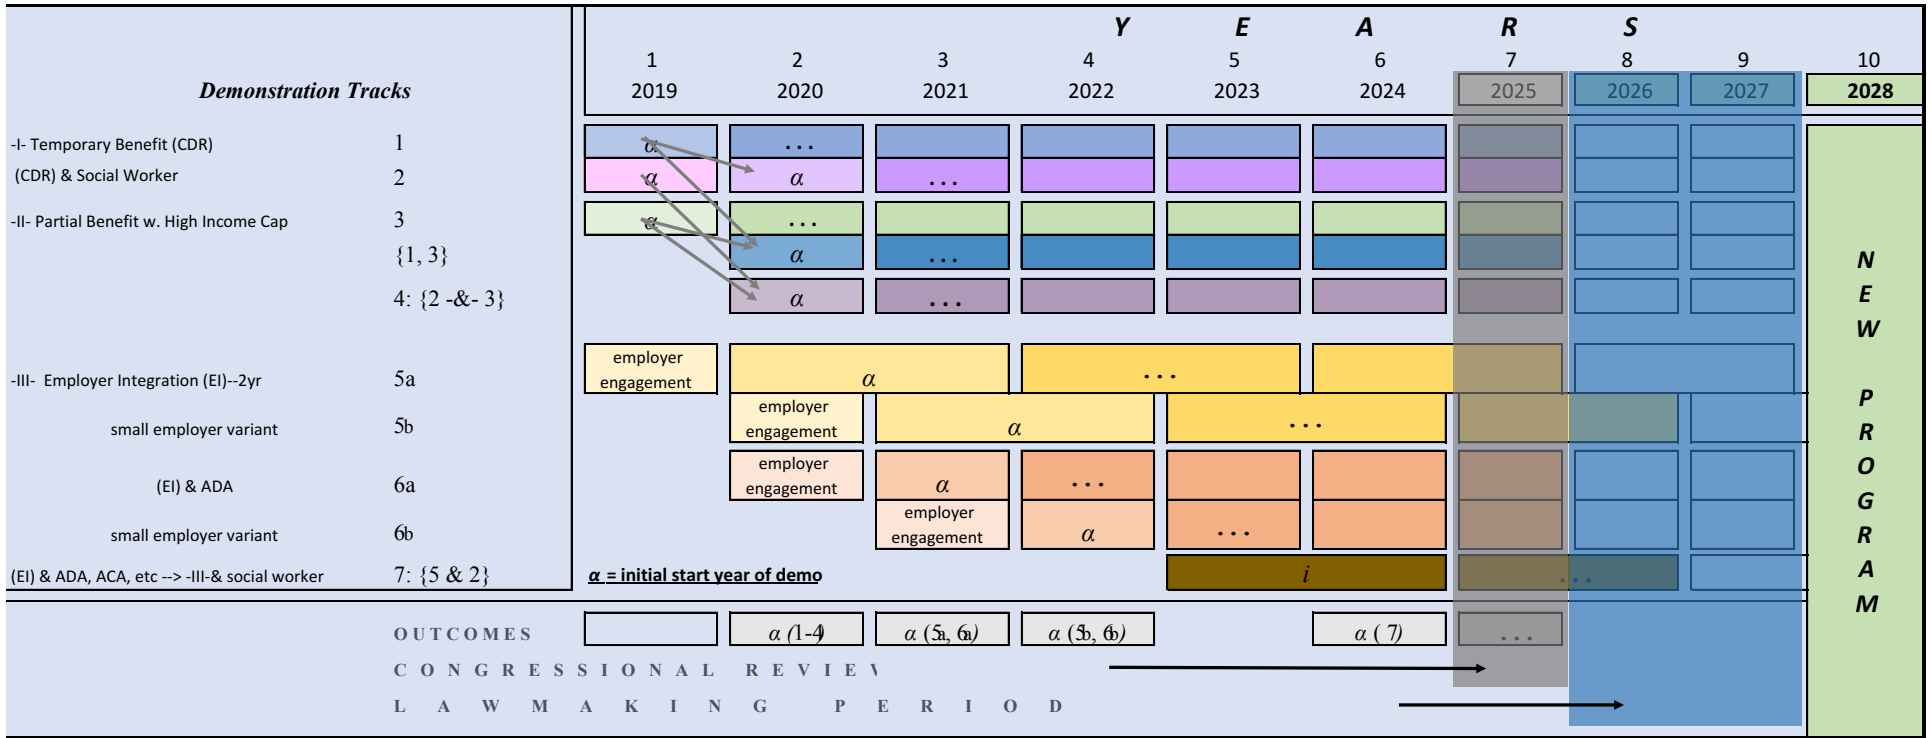 Y E A R S
1 2 3 4 5 6 7 8 9 10
Demonstration Tracks 2019 2020 2021 2022 2023 2024 2025 2026 2027 2028
-I- Temporary Benefit (CDR) 1 α ...
(CDR) & Social Worker 2 α α ...
-II- Partial Benefit w. High Income Cap 3 α ...
{1, 3} α ...
4: {2 -&- 3} α ...
employer
engagement
-III- Employer Integration (EI)--2yr 5a α ...
employer
engagement
small employer variant 5b α ...
employer
engagement
(EI) & ADA 6a α ...
employer
engagement
small employer variant 6b α ...
(EI) & ADA, ACA, etc --> -III-& social worker 7: {5 & 2} α = initial start year of demo i ...
OUTCOMES α (1-4) α (5a, 6a) α (5b, 6b) α ( 7) ...
CONGRESSIONAL REVIEV
LAWMAKING PERIOD
NEW PROGRAM